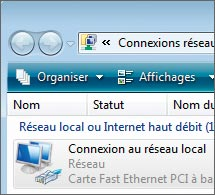 Connexions réseau
Organiser Affichages
Nom Statut
Réseau local ou Internet haut débit (1
Connexion au réseau local
Réseau
Carte Fast Ethernet PCI à ba